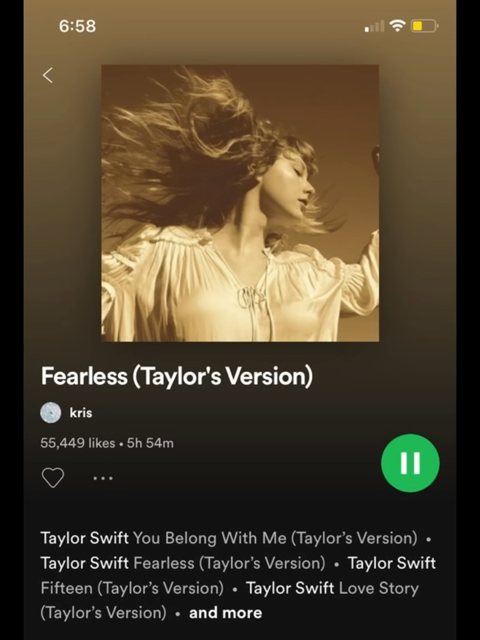 6:58
Fearless (Taylor's Version)
kris
55,449 likes • 5h 54m
Taylor Swift You Belong With Me (Taylor's Version) •
Taylor Swift Fearless (Taylor's Version) • Taylor Swift
Fifteen (Taylor's Version) • Taylor Swift Love Story
(Taylor's Version) • and more